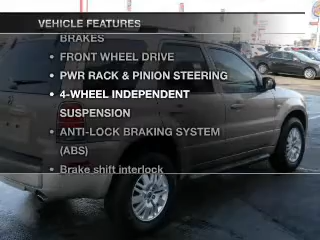 VEHICLE FEATURES
BRAKES
• FRONT WHEEL DRIVE
• PWR RACK & PINION STEERING
• 4-WHEEL INDEPENDENT
SUSPENSION
• ANTI-LOCK BRAKING SYSTEM
(ABS)
• Brake shift interlock